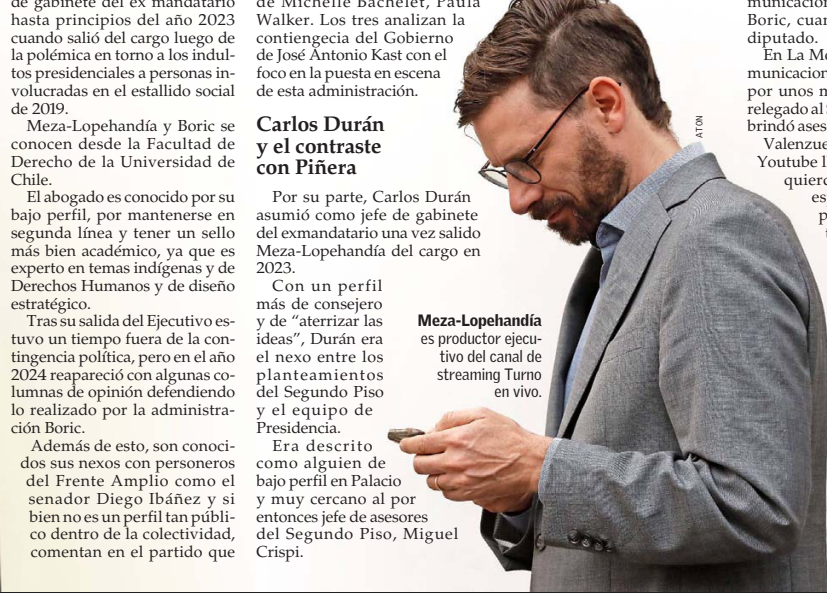 de gabinete del ex mandatario
hasta principios del año 2023
cuando salió del cargo luego de
la polémica en torno a los indul-
tos presidenciales a personas in-
volucradas en el estallido social
de 2019.
Meza-Lopehandía y Boric se
conocen desde la Facultad de
Derecho de la Universidad de
Chile.
El abogado es conocido por su
bajo perfil, por mantenerse en
segunda línea y tener un sello
más bien académico, ya que es
experto en temas indígenas y de
Derechos Humanos y de diseño
estratégico.
Tras su salida del Ejecutivo es-
tuvo un tiempo fuera de la con-
tingencia política, pero en el año
2024 reapareció con algunas co-
lumnas de opinión defendiendo
lo realizado por la administra-
ción Boric.
Además de esto, son conoci-
dos sus nexos con personeros
del Frente Amplio como el
senador Diego Ibáñez y si
bien no es un perfil tan públi-
co dentro de la colectividad,
comentan en el partido que
de Michelle Bachelet, Paula
Walker. Los tres analizan la
contiengecia del Gobierno
de José Antonio Kast con el
foco en la puesta en escena
de esta administración.
Carlos Durán
y el contraste
con Piñera
Por su parte, Carlos Durán
asumió como jefe de gabinete
del exmandatario una vez salido
Meza-Lopehandía del cargo en
2023.
Con un perfil
más de consejero
y de “aterrizar las
ideas”, Durán era
el nexo entre los
planteamientos
del Segundo Piso
y el equipo de
Presidencia.
Era descrito
como alguien de
bajo perfil en Palacio
y muy cercano al por
entonces jefe de asesores
del Segundo Piso, Miguel
Crispi.
Meza-Lopehandía
es productor ejecu-
tivo del canal de
streaming Turno
en vivo.
ATON
municacion
Boric, cuan
diputado.
En La Mo
municacion
por unos m
relegado al
brindó ases
Valenzue
Youtube l
quiero
es
p